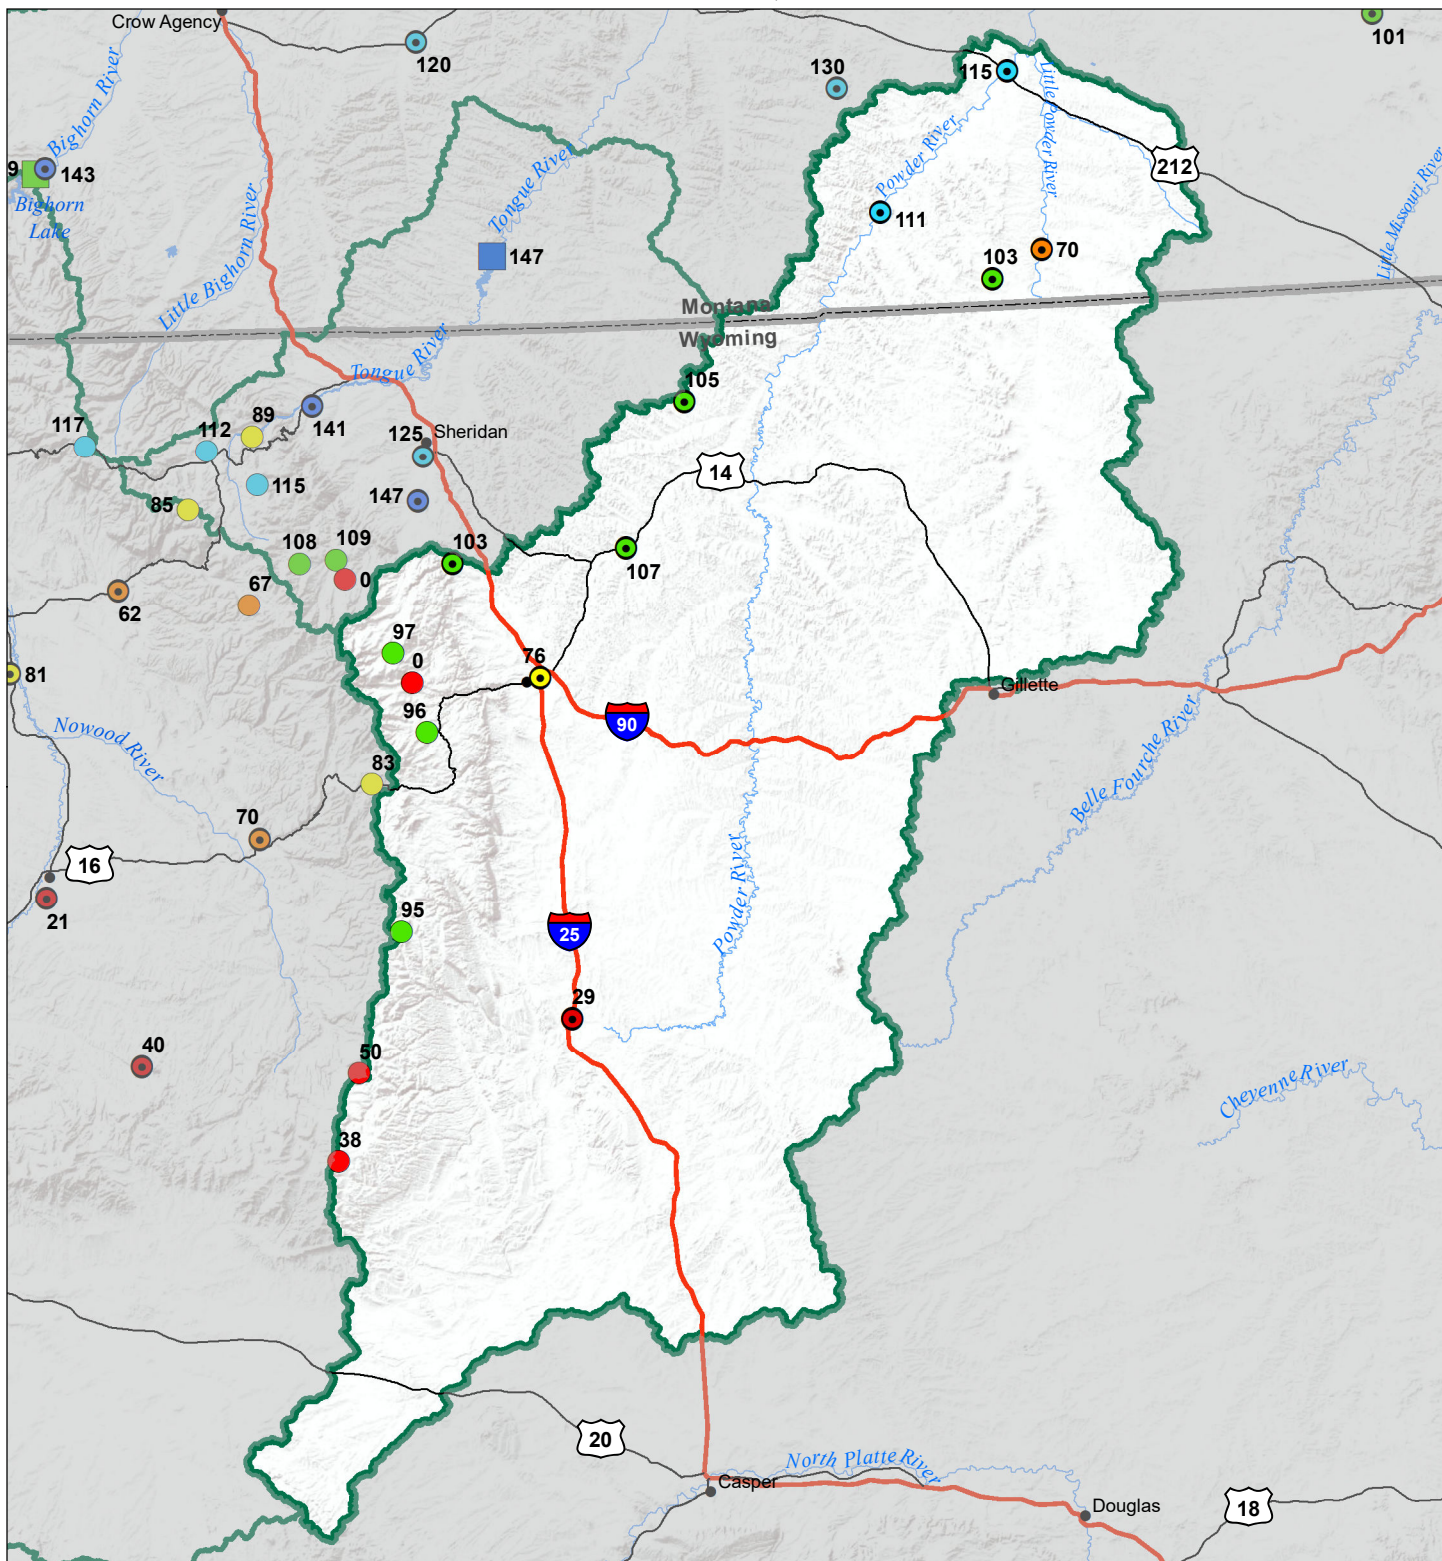 Crow Agency
120
101
130
115
Bighorn River
Little Powder River
9
143
Powder River
212
Bighorn
Lake
Tongue River
111
Little Missouri River
Little Bighorn River
147
103
70
Montana
Wyoming
Tongue River
105
117
112
89
141
125
Sheridan
115
147
14
85
108
109
103
0
107
67
62
97
0
76
81
Gillette
96
90
Nowood River
83
Belle Fourche River
70
16
Powder River
21
95
25
29
40
50
Cheyenne River
38
20
North Platte River
Casper
Douglas
18